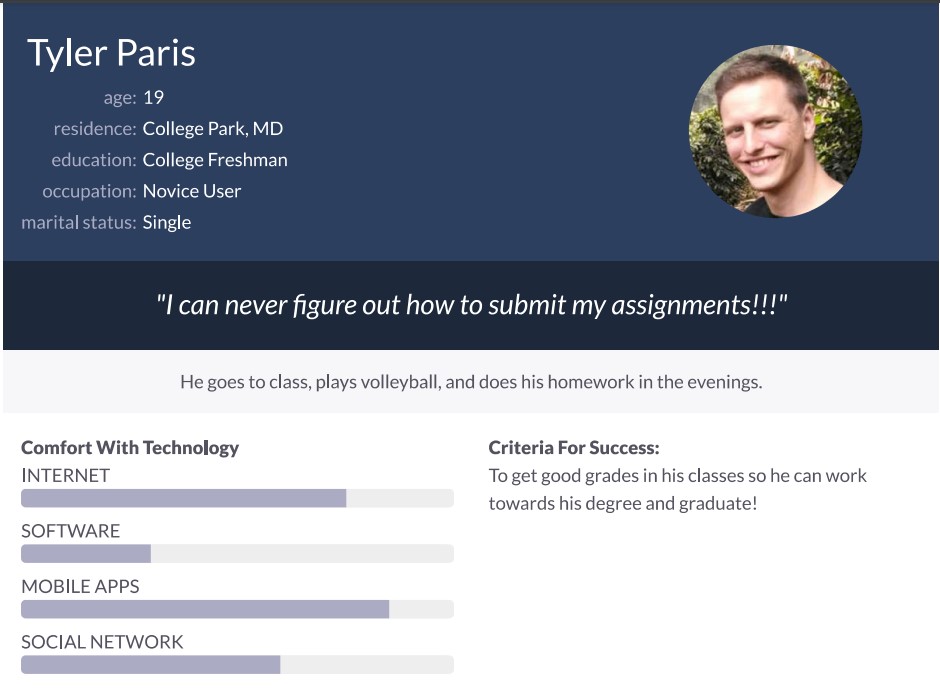 Tyler Paris
age: 19
residence: College Park, MD
education: College Freshman
occupation: Novice User
marital status: Single
"I can never figure out how to submit my assignments!!!"
He goes to class, plays volleyball, and does his homework in the evenings.
Comfort With Technology
INTERNET
SOFTWARE
MOBILE APPS
SOCIAL NETWORK
Criteria For Success:
To get good grades in his classes so he can work
towards his degree and graduate!